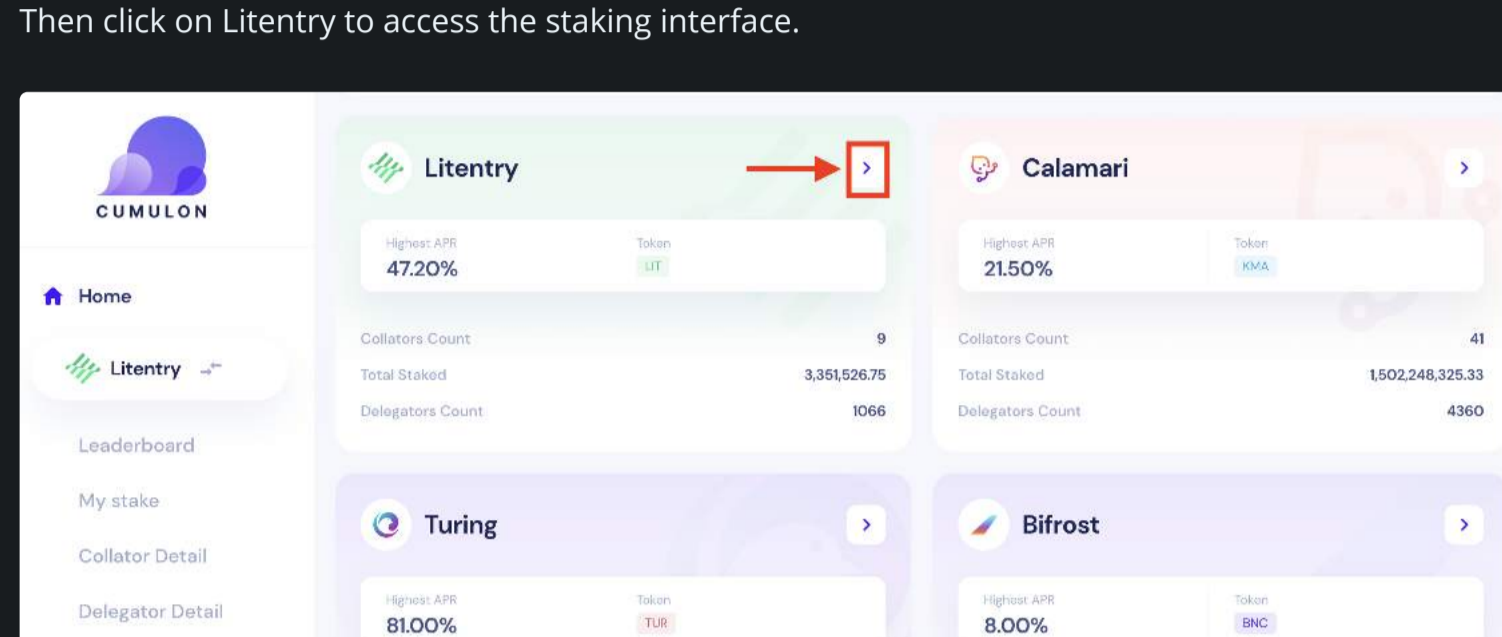 Then click on Litentry to access the staking interface.
CUMULON
Home
Litentry
Leaderboard
My stake
Collator Detail
Delegator Detail
Litentry
Highest APR
47.20%
Token
LIT
Collators Count 9
Total Staked 3,351,526.75
Delegators Count 1066
Calamari
Highest APR
21.50%
Token
KMA
Collators Count 41
Total Staked 1,502,248,325.33
Delegators Count 4360
Turing
Highest APR
81.00%
Token
TUR
Bifrost
Highest APR
8.00%
Token
BNC